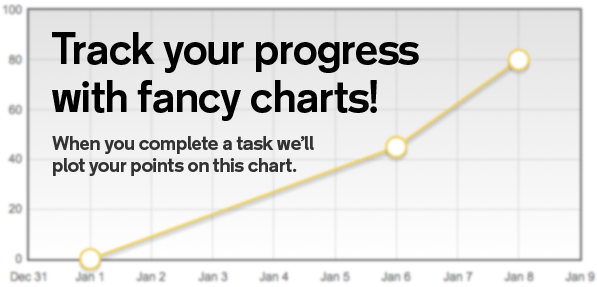 100
Track your progress
with fancy charts!
When you complete a task we'll
plot your points on this chart.
80
60
40
20
0
Dec 31 Jan 1 Jan 2 Jan 3 Jan 4 Jan 5 Jan 6 Jan 7 Jan 8 Jan 9